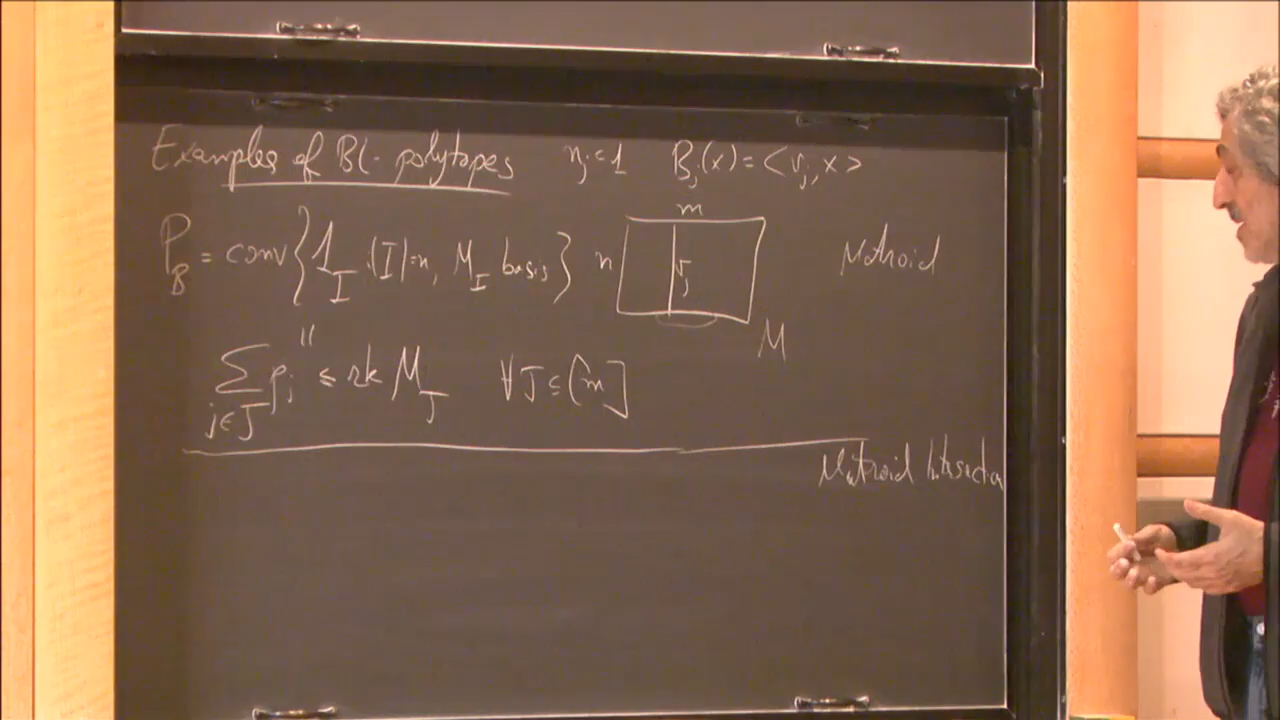 Examples of BL polytopes n_j = 1 B_j(x) = <v_j, x>
m
P_B = conv { 1_I : |I|=n, M_I basis } n v_j Matroid
M
"
Σ_{j∈J} p_j ≤ rk M_J ∀ J ⊆ [m]
Matroid Intersection